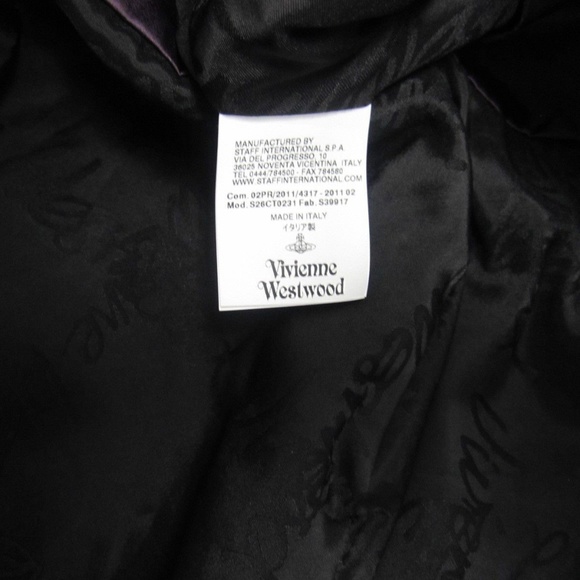 MANUFACTURED BY
STAFF INTERNATIONAL S.P.A.
VIA DEL PROGRESSO, 10
36025 NOVENTA VICENTINA ITALY
TEL 0444/784500 - FAX 784580
WWW.STAFFINTERNATIONAL.COM
Com. 02PR/2011/4317 - 2011 02
Mod. S26CT0231 Fab. S39917
MADE IN ITALY
イタリア製
Vivienne
Westwood